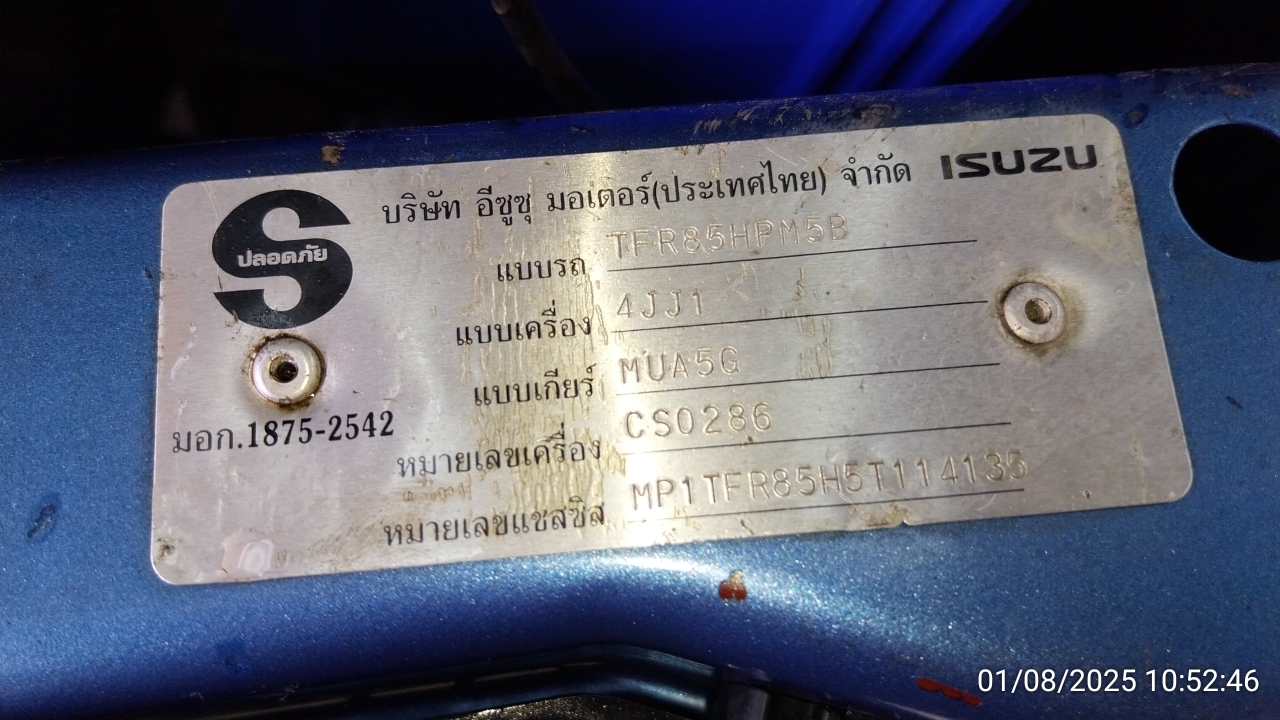 บริษัท อีซูซุ มอเตอร์(ประเทศไทย) จำกัด ISUZU
ปลอดภัย
แบบรถ TFR85HPM5B
แบบเครื่อง 4JJ1
แบบเกียร์ MUA5G
มอก.1875-2542
หมายเลขเครื่อง CS0286
หมายเลขแชสซิส MP1TFR85H5T114135
01/08/2025 10:52:46